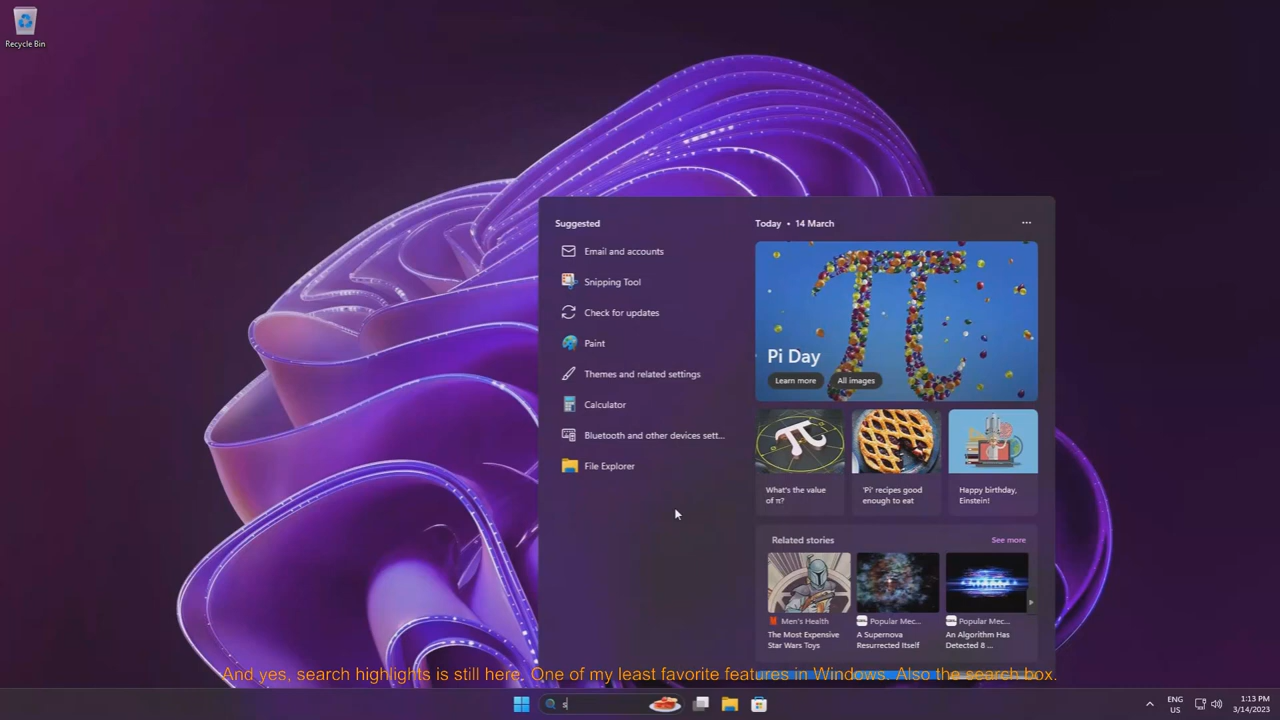 Recycle Bin
Suggested
Email and accounts
Snipping Tool
Check for updates
Paint
Themes and related settings
Calculator
Bluetooth and other devices sett...
File Explorer
Today • 14 March
...
Pi Day
Learn more
All images
What's the value
of π?
'Pi' recipes good
enough to eat
Happy birthday,
Einstein!
Related stories
See more
Men's Health
The Most Expensive
Star Wars Toys
Popular Mec...
A Supernova
Resurrected Itself
Popular Mec...
An Algorithm Has
Detected 8 ...
And yes, search highlights is still here. One of my least favorite features in Windows. Also the search box.
s
ENG
US
1:13 PM
3/14/2023